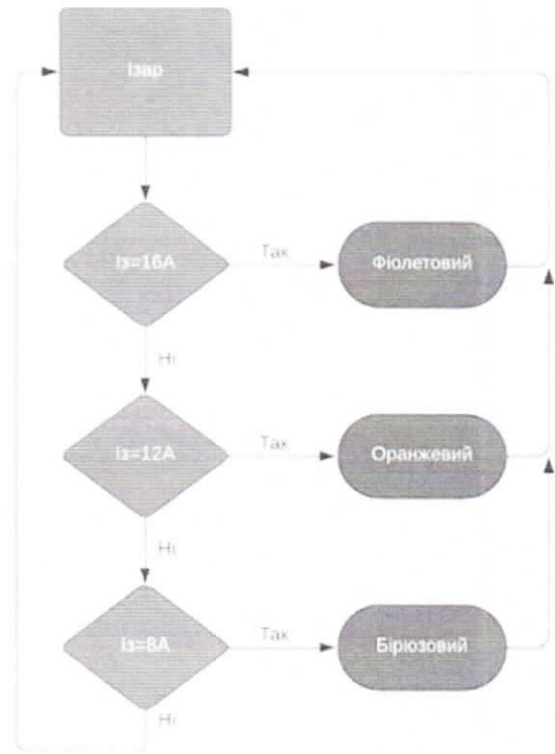 Ізар
Із=16А
Так
Фіолетовий
Ні
Із=12А
Так
Оранжевий
Ні
Із=8А
Так
Бірюзовий
Ні